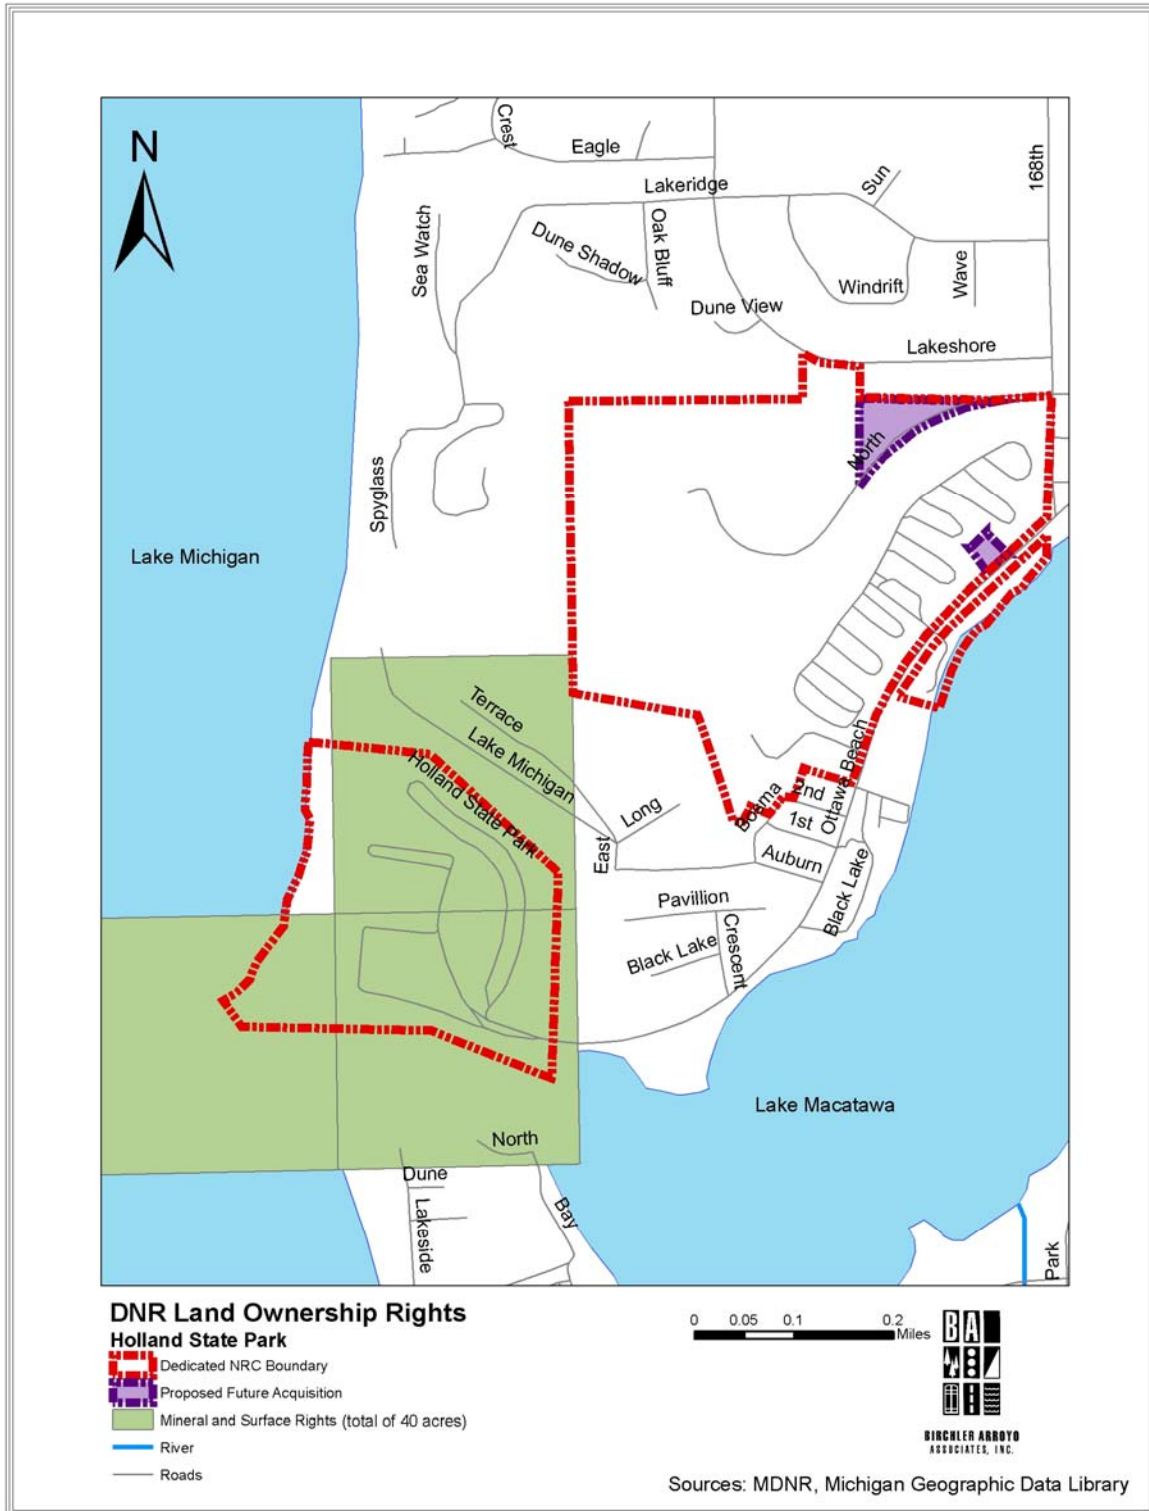 N
Crest
Eagle
168th
Lakeridge
Sun
Sea Watch
Oak Bluff
Dune Shadow
Wave
Windrift
Dune View
Lakeshore
North
Spyglass
Lake Michigan
Terrace
Lake Michigan
Holland State Park
Long
East
Bosma
2nd
1st
Ottawa Beach
Auburn
Black Lake
Pavillion
Crescent
Black Lake
Lake Macatawa
North
Dune
Lakeside
Bay
Park
DNR Land Ownership Rights
Holland State Park
Dedicated NRC Boundary
Proposed Future Acquisition
Mineral and Surface Rights (total of 40 acres)
River
Roads
0 0.05 0.1 0.2
Miles
BA
BIRCHLER ARROYO
ASSOCIATES, INC.
Sources: MDNR, Michigan Geographic Data Library